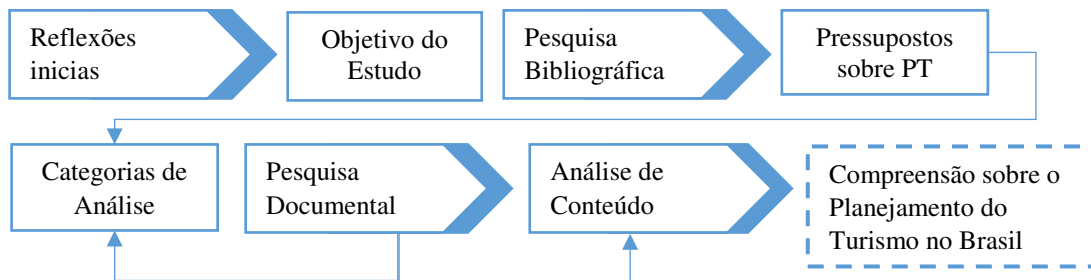 Reflexões
inicias
Objetivo do
Estudo
Pesquisa
Bibliográfica
Pressupostos
sobre PT
Categorias de
Análise
Pesquisa
Documental
Análise de
Conteúdo
Compreensão sobre o
Planejamento do
Turismo no Brasil